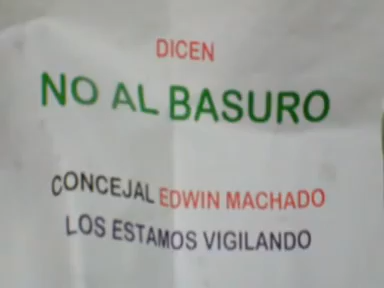 DICEN
NO AL BASURO
CONCEJAL EDWIN MACHADO
LOS ESTAMOS VIGILANDO